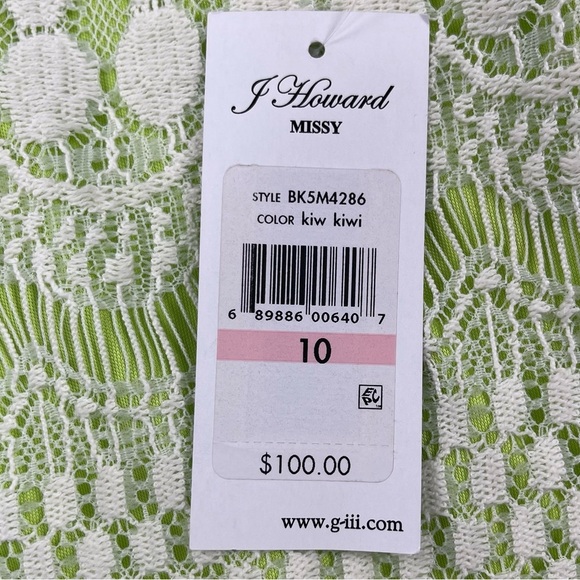 J Howard
MISSY
STYLE BK5M4286
COLOR kiw kiwi
6 89886 00640 7
10
$100.00
www.g-iii.com